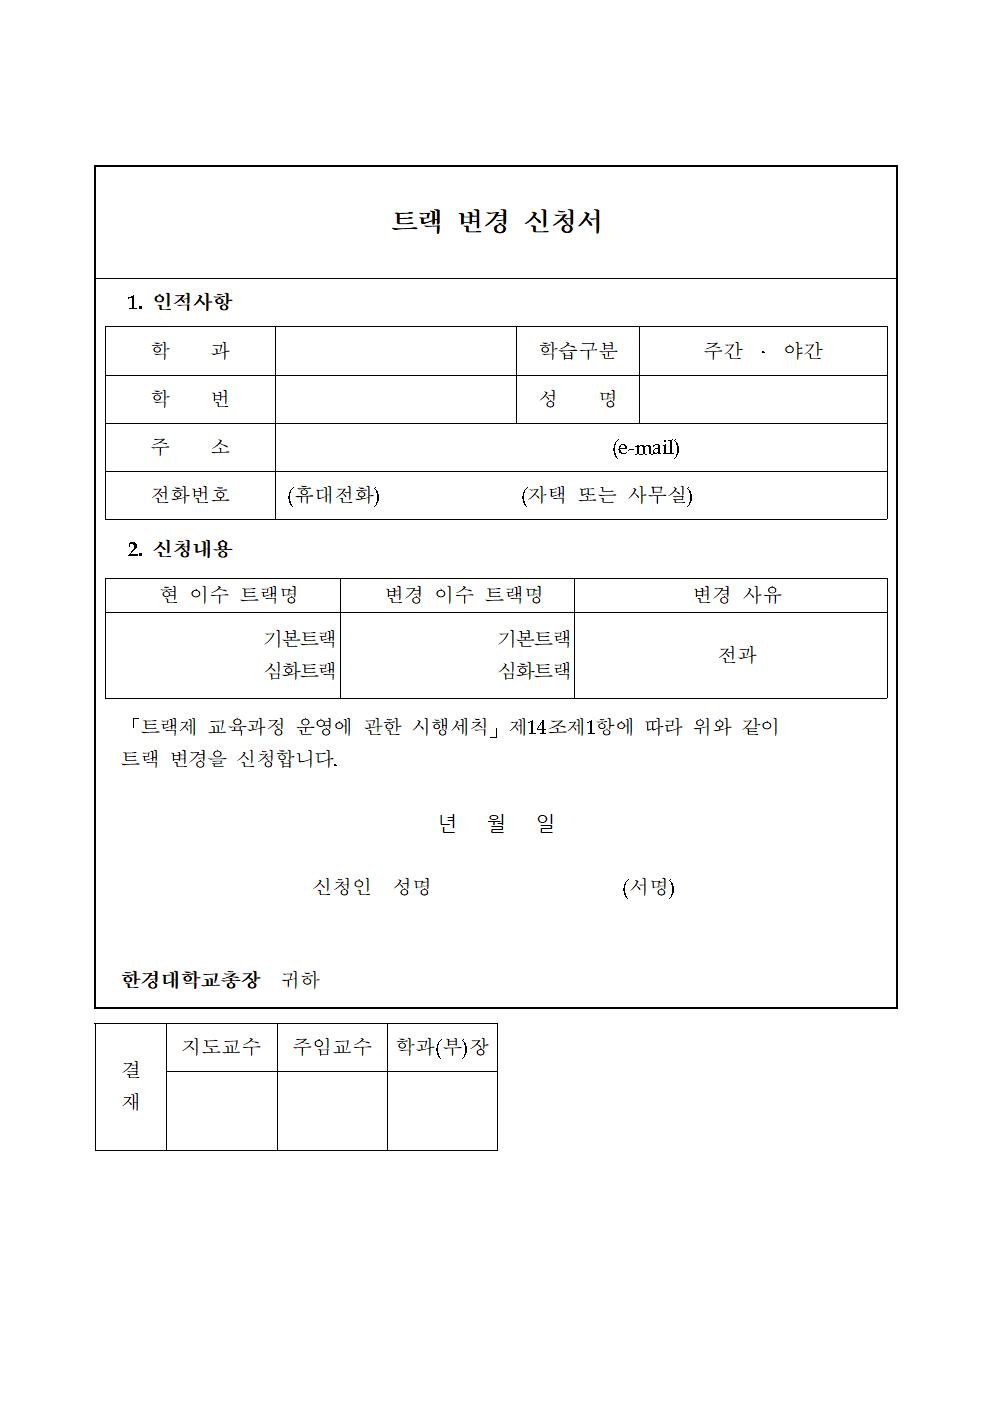 트랙 변경 신청서
1. 인적사항
학 과 학습구분 주간 · 야간
학 번 성 명
주 소 (e-mail)
전화번호 (휴대전화) (자택 또는 사무실)
2. 신청내용
현 이수 트랙명 변경 이수 트랙명 변경 사유
기본트랙 기본트랙
전과
심화트랙 심화트랙
「트랙제 교육과정 운영에 관한 시행세칙」제14조제1항에 따라 위와 같이
트랙 변경을 신청합니다.
년 월 일
신청인 성명 (서명)
한경대학교총장 귀하
지도교수 주임교수 학과(부)장
결
재